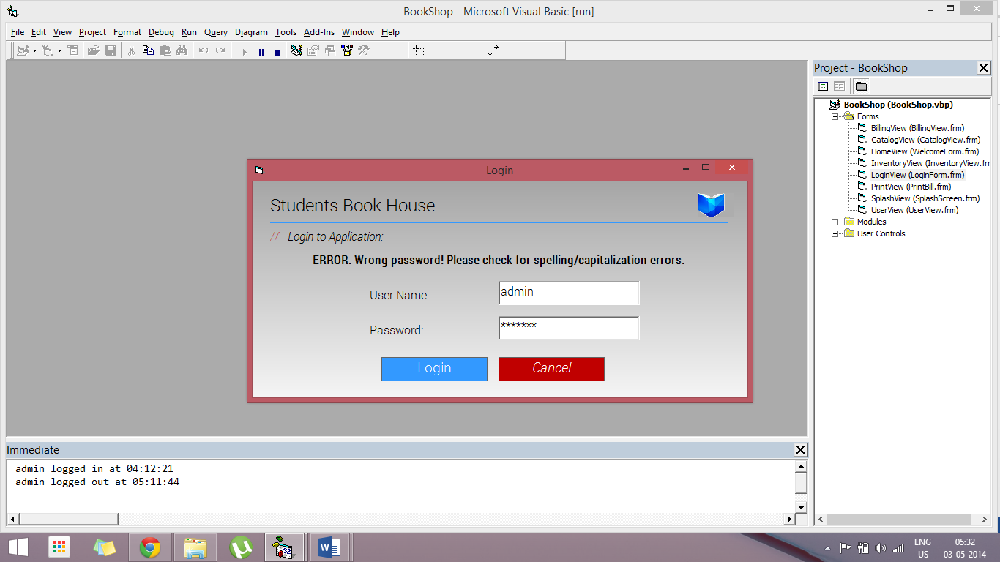 BookShop - Microsoft Visual Basic [run]
File Edit View Project Format Debug Run Query Diagram Tools Add-Ins Window Help
Project - BookShop
BookShop (BookShop.vbp)
Forms
BillingView (BillingView.frm)
CatalogView (CatalogView.frm)
HomeView (WelcomeForm.frm)
InventoryView (InventoryView.frm
LoginView (LoginForm.frm)
PrintView (PrintBill.frm)
SplashView (SplashScreen.frm)
UserView (UserView.frm)
Modules
User Controls
Login
Students Book House
// Login to Application:
ERROR: Wrong password! Please check for spelling/capitalization errors.
User Name: admin
Password: *******
Login Cancel
Immediate
admin logged in at 04:12:21
admin logged out at 05:11:44
ENG 05:32
US 03-05-2014